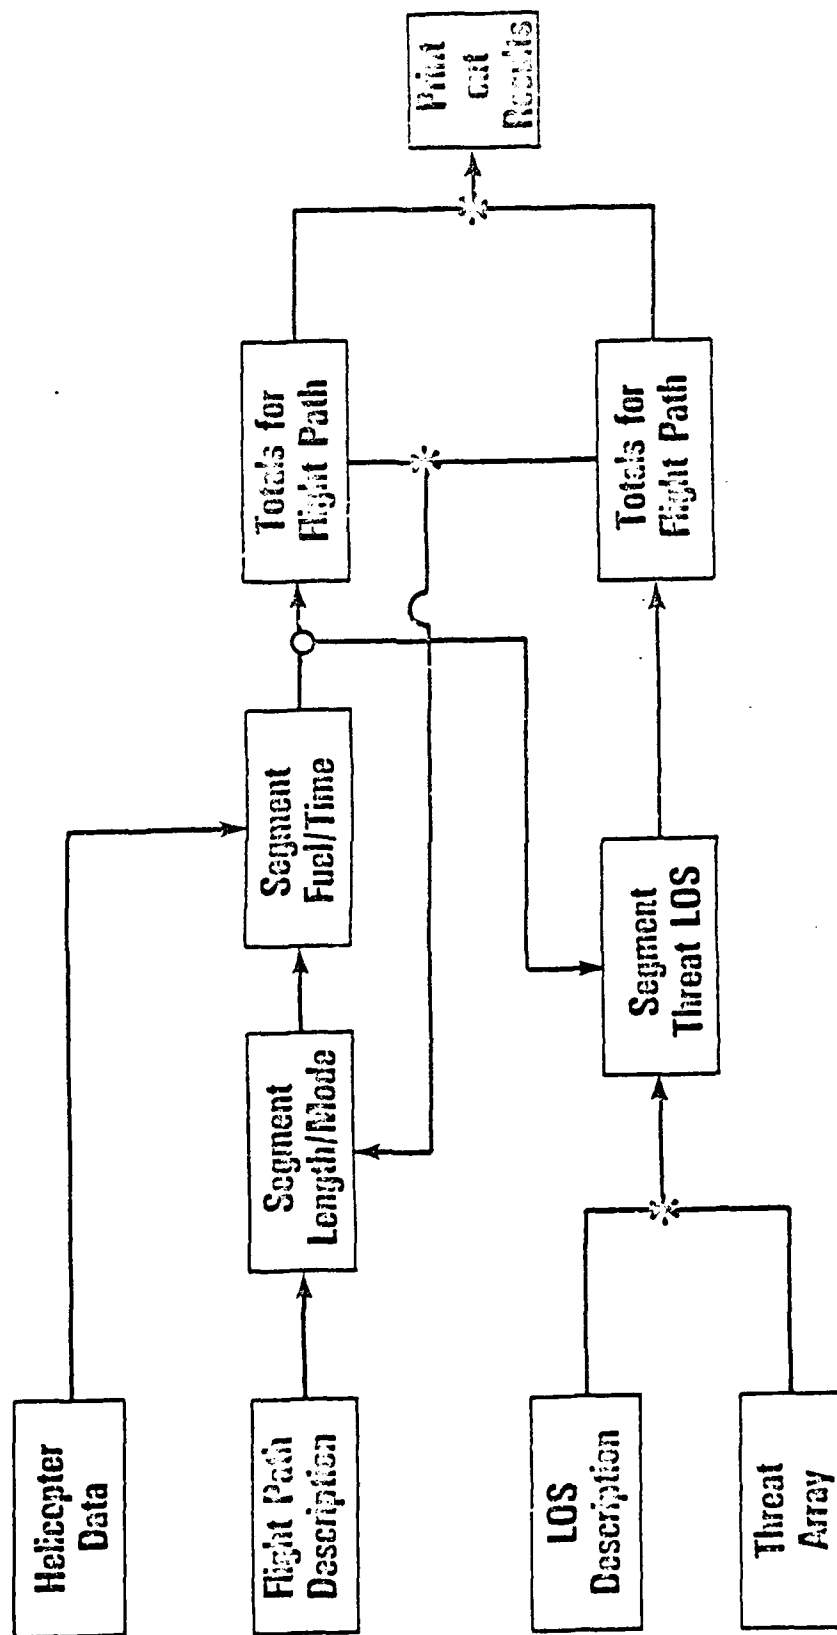 Helicopter
Data
Flight Path
Description
LOS
Description
Threat
Array
Segment
Length/Mode
Segment
Fuel/Time
Segment
Threat LOS
Totals for
Flight Path
Totals for
Flight Path
Print
out
Results